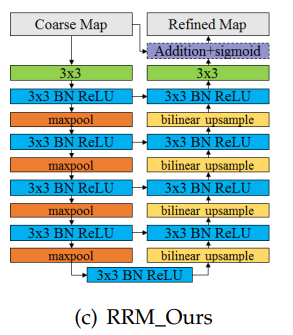 Coarse Map
Refined Map
Addition+sigmoid
3x3
3x3
3x3 BN ReLU
3x3 BN ReLU
maxpool
bilinear upsample
3x3 BN ReLU
3x3 BN ReLU
maxpool
bilinear upsample
3x3 BN ReLU
3x3 BN ReLU
maxpool
bilinear upsample
3x3 BN ReLU
3x3 BN ReLU
maxpool
bilinear upsample
3x3 BN ReLU
(c) RRM_Ours